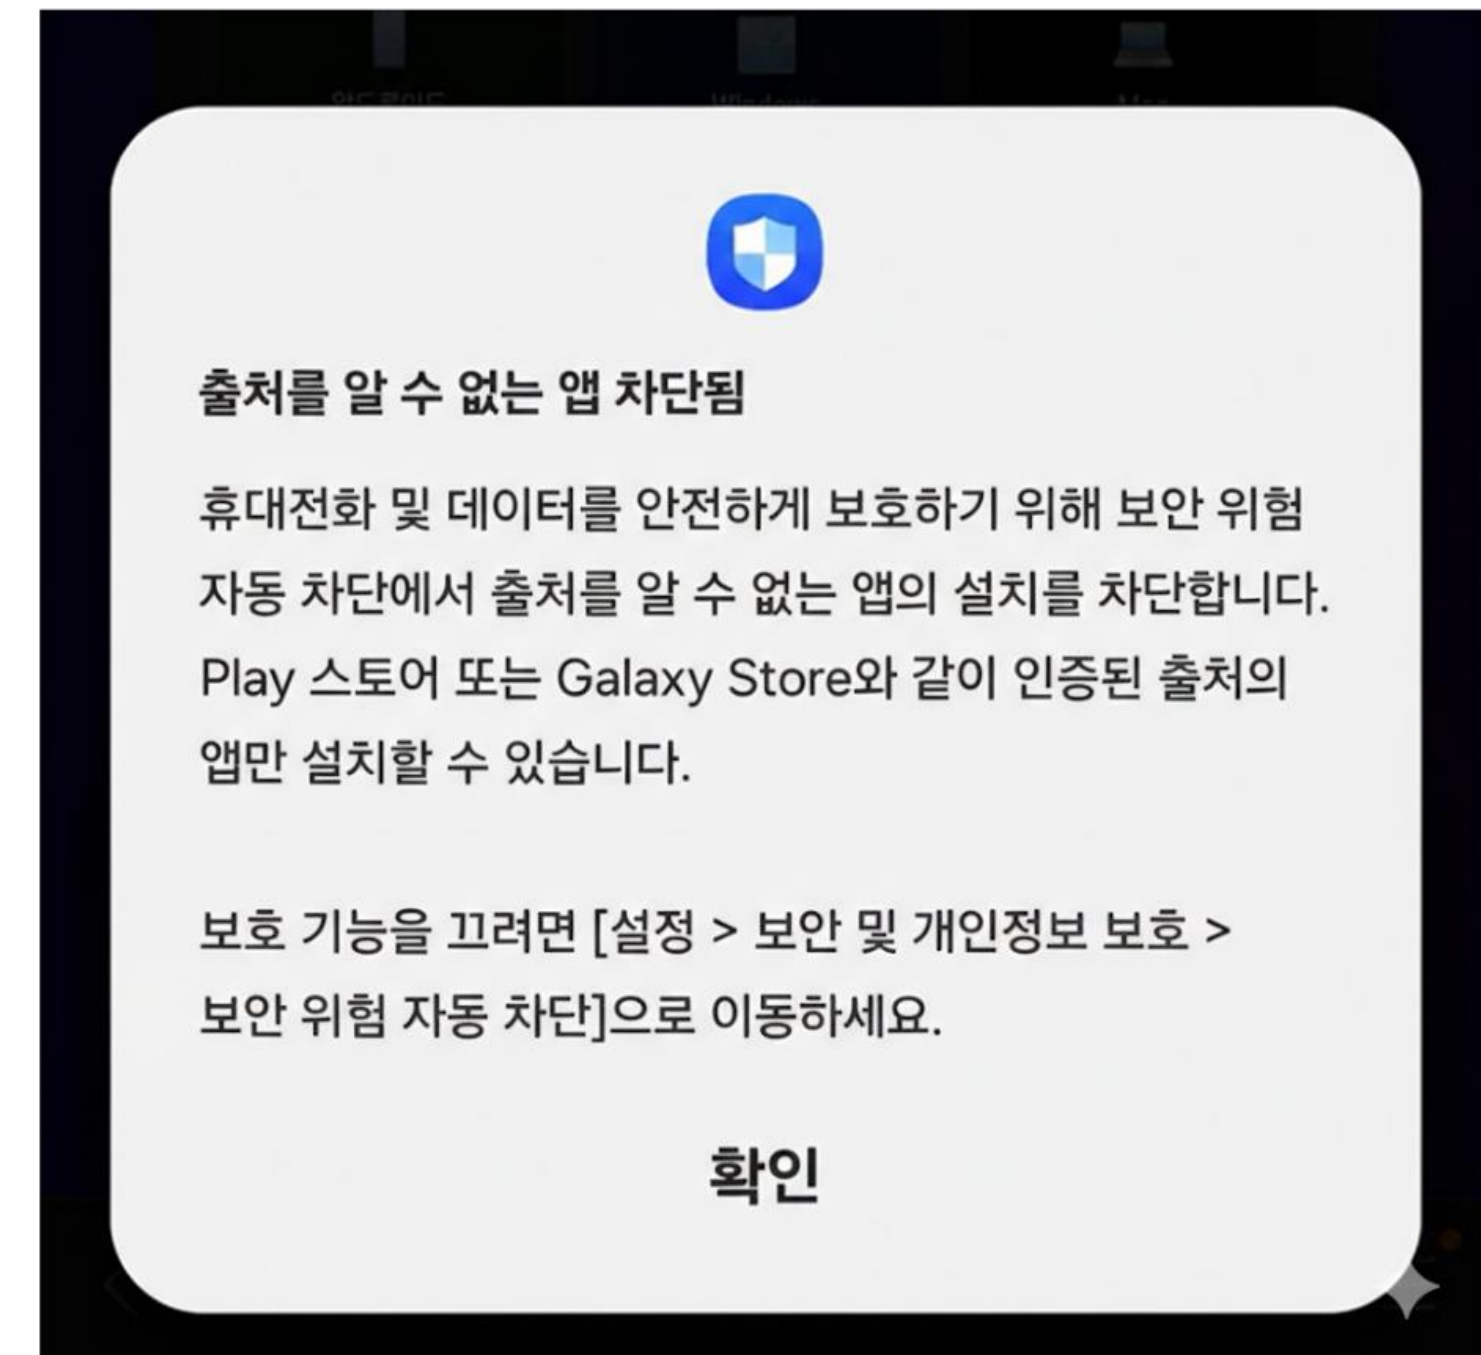 Windows
출처를 알 수 없는 앱 차단됨
휴대전화 및 데이터를 안전하게 보호하기 위해 보안 위험
자동 차단에서 출처를 알 수 없는 앱의 설치를 차단합니다.
Play 스토어 또는 Galaxy Store와 같이 인증된 출처의
앱만 설치할 수 있습니다.
보호 기능을 끄려면 [설정 > 보안 및 개인정보 보호 >
보안 위험 자동 차단]으로 이동하세요.
확인